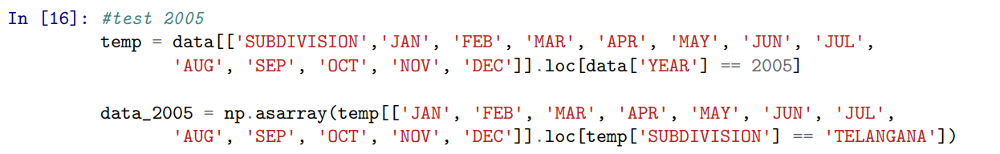 In [16]: #test 2005
temp = data[['SUBDIVISION','JAN', 'FEB', 'MAR', 'APR', 'MAY', 'JUN', 'JUL',
'AUG', 'SEP', 'OCT', 'NOV', 'DEC']].loc[data['YEAR'] == 2005]
data_2005 = np.asarray(temp[['JAN', 'FEB', 'MAR', 'APR', 'MAY', 'JUN', 'JUL',
'AUG', 'SEP', 'OCT', 'NOV', 'DEC']].loc[temp['SUBDIVISION'] == 'TELANGANA'])